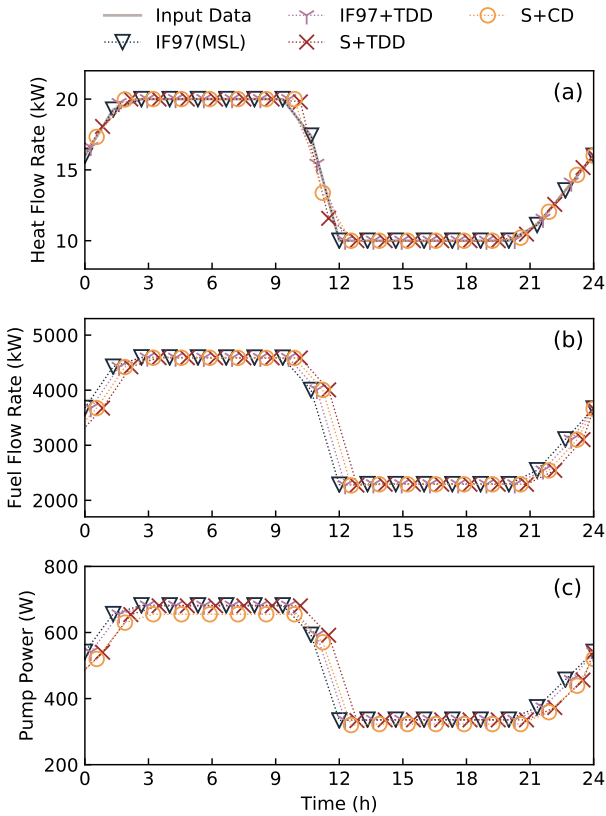 Input Data IF97+TDD S+CD
IF97(MSL) S+TDD
(a)
Heat Flow Rate (kW)
20
15
10
0 3 6 9 12 15 18 21 24
(b)
Fuel Flow Rate (kW)
5000
4000
3000
2000
0 3 6 9 12 15 18 21 24
(c)
Pump Power (W)
800
600
400
200
0 3 6 9 12 15 18 21 24
Time (h)